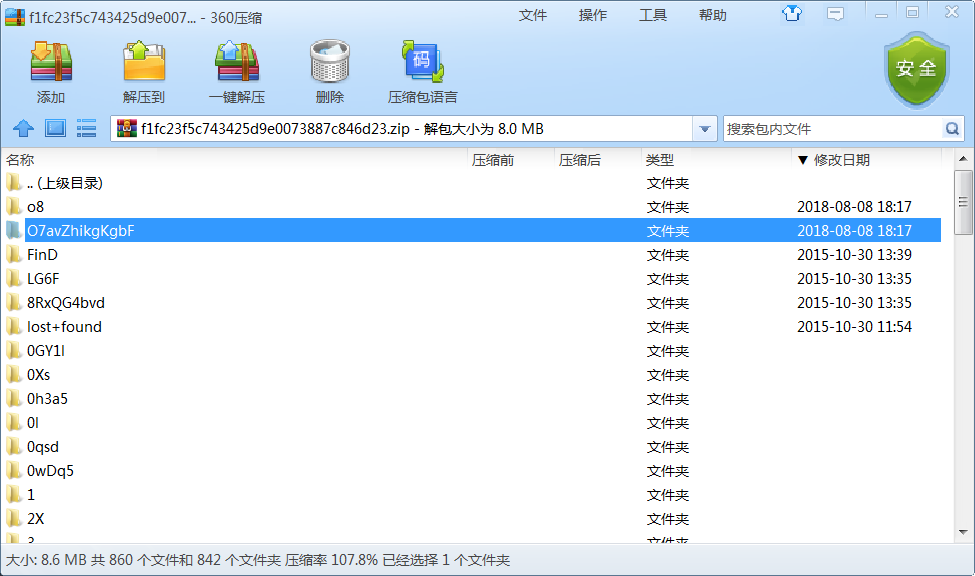 f1fc23f5c743425d9e007... - 360压缩
文件 操作 工具 帮助
添加 解压到 一键解压 删除 码 压缩包语言 安全
f1fc23f5c743425d9e0073887c846d23.zip - 解包大小为 8.0 MB 搜索包内文件
名称 压缩前 压缩后 类型 ▼ 修改日期
.. (上级目录) 文件夹
o8 文件夹 2018-08-08 18:17
O7avZhikgKgbF 文件夹 2018-08-08 18:17
FinD 文件夹 2015-10-30 13:39
LG6F 文件夹 2015-10-30 13:35
8RxQG4bvd 文件夹 2015-10-30 13:35
lost+found 文件夹 2015-10-30 11:54
0GY1I 文件夹
0Xs 文件夹
0h3a5 文件夹
0l 文件夹
0qsd 文件夹
0wDq5 文件夹
1 文件夹
2X 文件夹
大小: 8.6 MB 共 860 个文件和 842 个文件夹 压缩率 107.8% 已经选择 1 个文件夹